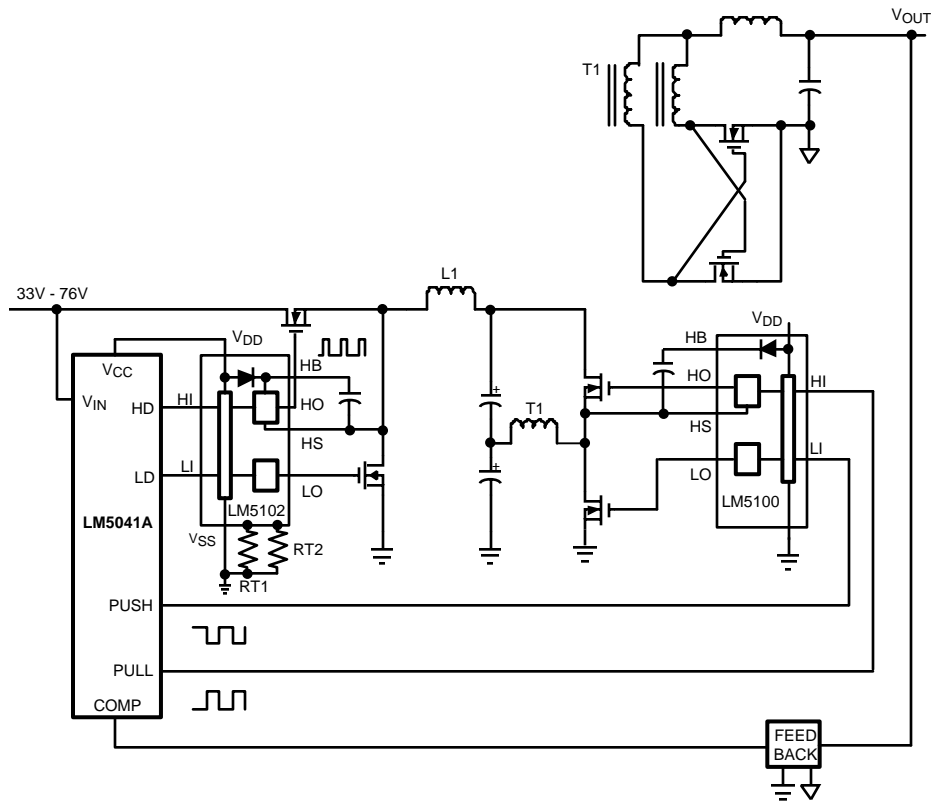 VOUT
T1
L1
33V - 76V
VDD
VDD
HB
HB
VCC
HO
HI
VIN
HD
HI
HO
T1
HS
HS
LI
LD
LI
LO
LO
LM5041A
LM5102
LM5100
VSS
RT2
RT1
PUSH
PULL
COMP
FEED
BACK
+
+